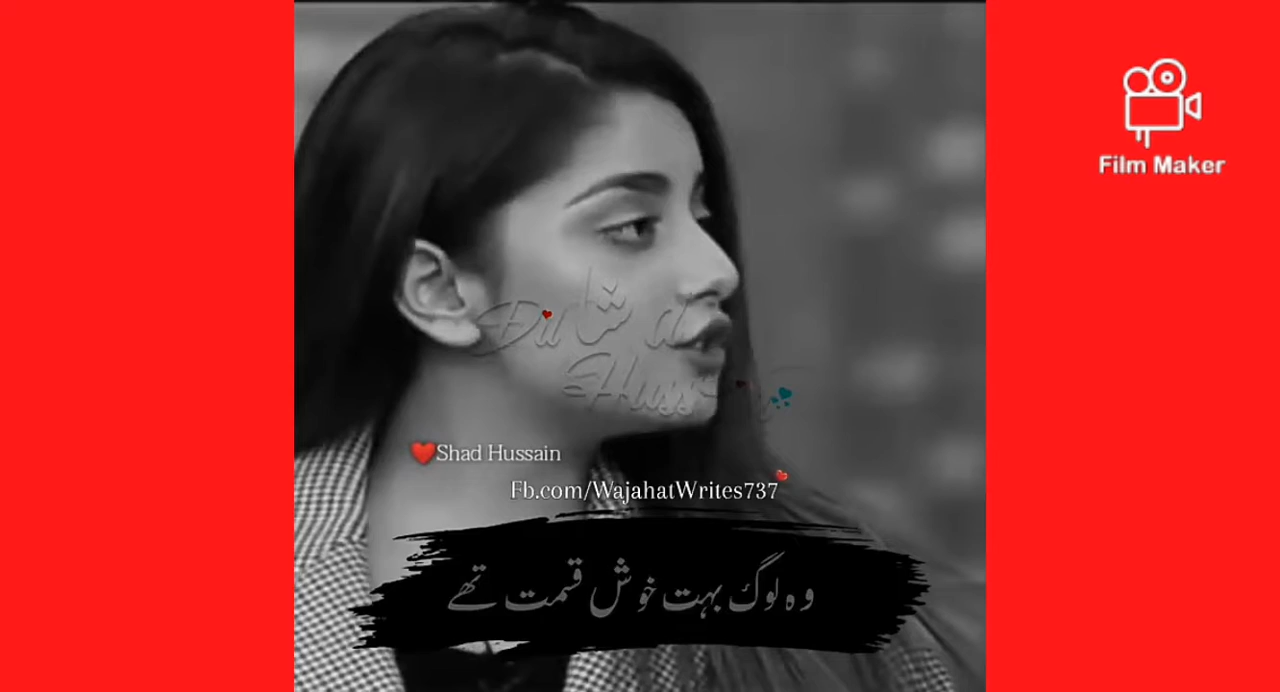 Film Maker
❤️Shad Hussain
Fb.com/WajahatWrites737
وہ لوگ بہت خوش قسمت تھے